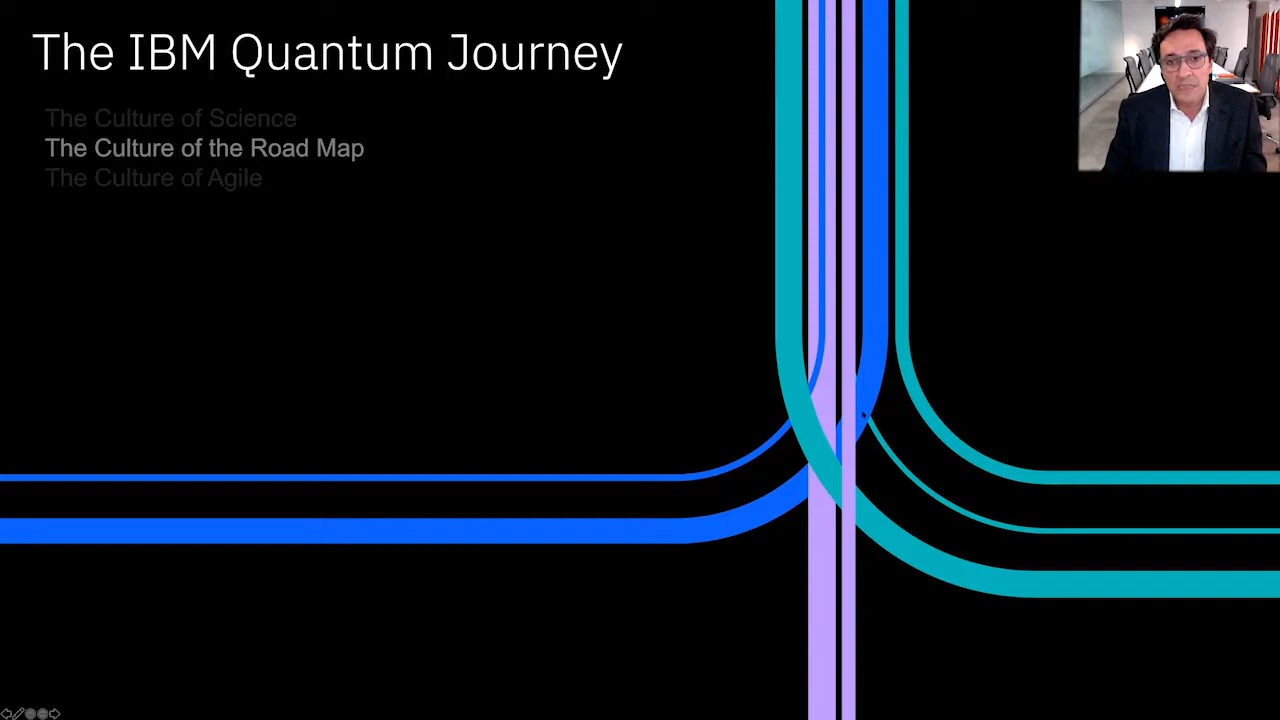 The IBM Quantum Journey
The Culture of Science
The Culture of the Road Map
The Culture of Agile